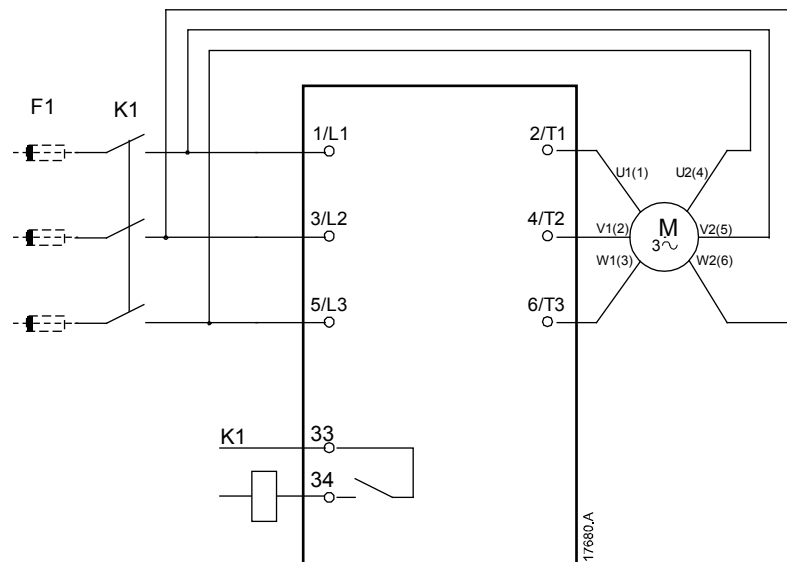 F1
K1
1/L1
2/T1
U1(1)
U2(4)
3/L2
4/T2
V1(2)
M
3~
V2(5)
W1(3)
W2(6)
5/L3
6/T3
K1
33
34
17680.A